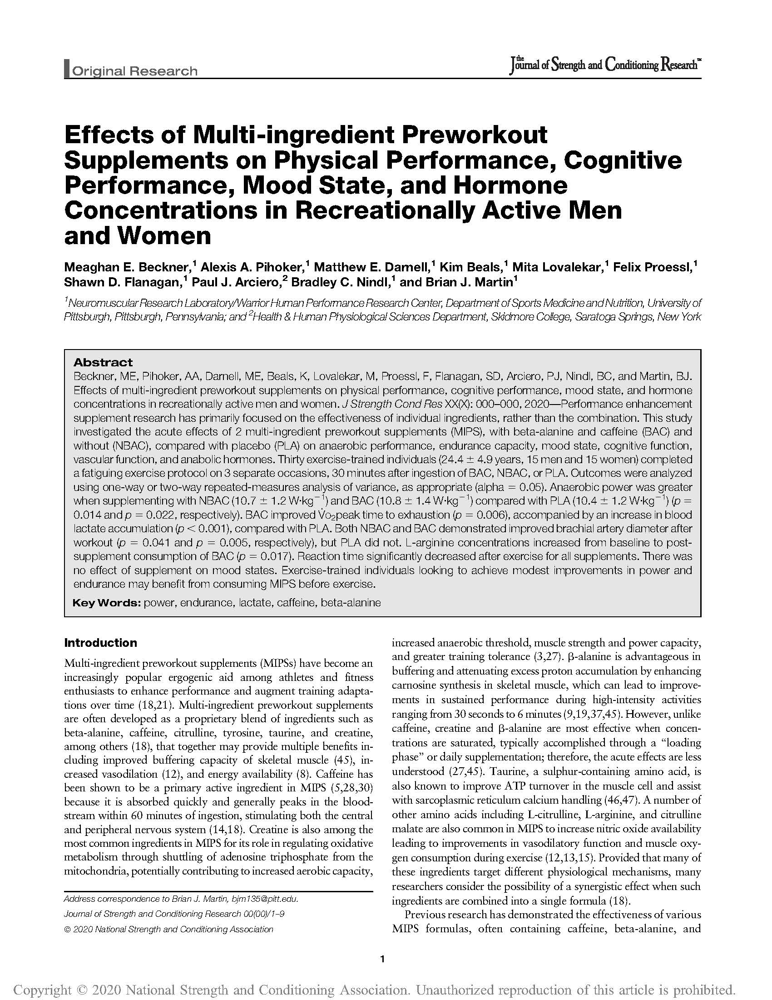 Original Research
the Journal of Strength and Conditioning Research™
Effects of Multi-ingredient Preworkout
Supplements on Physical Performance, Cognitive
Performance, Mood State, and Hormone
Concentrations in Recreationally Active Men
and Women
Meaghan E. Beckner,¹ Alexis A. Pihoker,¹ Matthew E. Darnell,¹ Kim Beals,¹ Mita Lovalekar,¹ Felix Proessl,¹
Shawn D. Flanagan,¹ Paul J. Arciero,² Bradley C. Nindl,¹ and Brian J. Martin¹
¹Neuromuscular Research Laboratory/Warrior Human Performance Research Center, Department of Sports Medicine and Nutrition, University of
Pittsburgh, Pittsburgh, Pennsylvania; and ²Health & Human Physiological Sciences Department, Skidmore College, Saratoga Springs, New York
Abstract
Beckner, ME, Pihoker, AA, Darnell, ME, Beals, K, Lovalekar, M, Proessl, F, Flanagan, SD, Arciero, PJ, Nindl, BC, and Martin, BJ.
Effects of multi-ingredient preworkout supplements on physical performance, cognitive performance, mood state, and hormone
concentrations in recreationally active men and women. J Strength Cond Res XX(X): 000–000, 2020—Performance enhancement
supplement research has primarily focused on the effectiveness of individual ingredients, rather than the combination. This study
investigated the acute effects of 2 multi-ingredient preworkout supplements (MIPS), with beta-alanine and caffeine (BAC) and
without (NBAC), compared with placebo (PLA) on anaerobic performance, endurance capacity, mood state, cognitive function,
vascular function, and anabolic hormones. Thirty exercise-trained individuals (24.4 ± 4.9 years, 15 men and 15 women) completed
a fatiguing exercise protocol on 3 separate occasions, 30 minutes after ingestion of BAC, NBAC, or PLA. Outcomes were analyzed
using one-way or two-way repeated-measures analysis of variance, as appropriate (alpha = 0.05). Anaerobic power was greater
when supplementing with NBAC (10.7 ± 1.2 W·kg⁻¹) and BAC (10.8 ± 1.4 W·kg⁻¹) compared with PLA (10.4 ± 1.2 W·kg⁻¹) (p =
0.014 and p = 0.022, respectively). BAC improved V̇o₂peak time to exhaustion (p = 0.006), accompanied by an increase in blood
lactate accumulation (p < 0.001), compared with PLA. Both NBAC and BAC demonstrated improved brachial artery diameter after
workout (p = 0.041 and p = 0.005, respectively), but PLA did not. L-arginine concentrations increased from baseline to post-
supplement consumption of BAC (p = 0.017). Reaction time significantly decreased after exercise for all supplements. There was
no effect of supplement on mood states. Exercise-trained individuals looking to achieve modest improvements in power and
endurance may benefit from consuming MIPS before exercise.
Key Words: power, endurance, lactate, caffeine, beta-alanine
Introduction
Multi-ingredient preworkout supplements (MIPSs) have become an
increasingly popular ergogenic aid among athletes and fitness
enthusiasts to enhance performance and augment training adapta-
tions over time (18,21). Multi-ingredient preworkout supplements
are often developed as a proprietary blend of ingredients such as
beta-alanine, caffeine, citrulline, tyrosine, taurine, and creatine,
among others (18), that together may provide multiple benefits in-
cluding improved buffering capacity of skeletal muscle (45), in-
creased vasodilation (12), and energy availability (8). Caffeine has
been shown to be a primary active ingredient in MIPS (5,28,30)
because it is absorbed quickly and generally peaks in the blood-
stream within 60 minutes of ingestion, stimulating both the central
and peripheral nervous system (14,18). Creatine is also among the
most common ingredients in MIPS for its role in regulating oxidative
metabolism through shuttling of adenosine triphosphate from the
mitochondria, potentially contributing to increased aerobic capacity,
Address correspondence to Brian J. Martin, bjm135@pitt.edu.
Journal of Strength and Conditioning Research 00(00)/1–9
© 2020 National Strength and Conditioning Association
increased anaerobic threshold, muscle strength and power capacity,
and greater training tolerance (3,27). β-alanine is advantageous in
buffering and attenuating excess proton accumulation by enhancing
carnosine synthesis in skeletal muscle, which can lead to improve-
ments in sustained performance during high-intensity activities
ranging from 30 seconds to 6 minutes (9,19,37,45). However, unlike
caffeine, creatine and β-alanine are most effective when concen-
trations are saturated, typically accomplished through a “loading
phase” or daily supplementation; therefore, the acute effects are less
understood (27,45). Taurine, a sulphur-containing amino acid, is
also known to improve ATP turnover in the muscle cell and assist
with sarcoplasmic reticulum calcium handling (46,47). A number of
other amino acids including L-citrulline, L-arginine, and citrulline
malate are also common in MIPS to increase nitric oxide availability
leading to improvements in vasodilatory function and muscle oxy-
gen consumption during exercise (12,13,15). Provided that many of
these ingredients target different physiological mechanisms, many
researchers consider the possibility of a synergistic effect when such
ingredients are combined into a single formula (18).
Previous research has demonstrated the effectiveness of various
MIPS formulas, often containing caffeine, beta-alanine, and
1
Copyright © 2020 National Strength and Conditioning Association. Unauthorized reproduction of this article is prohibited.